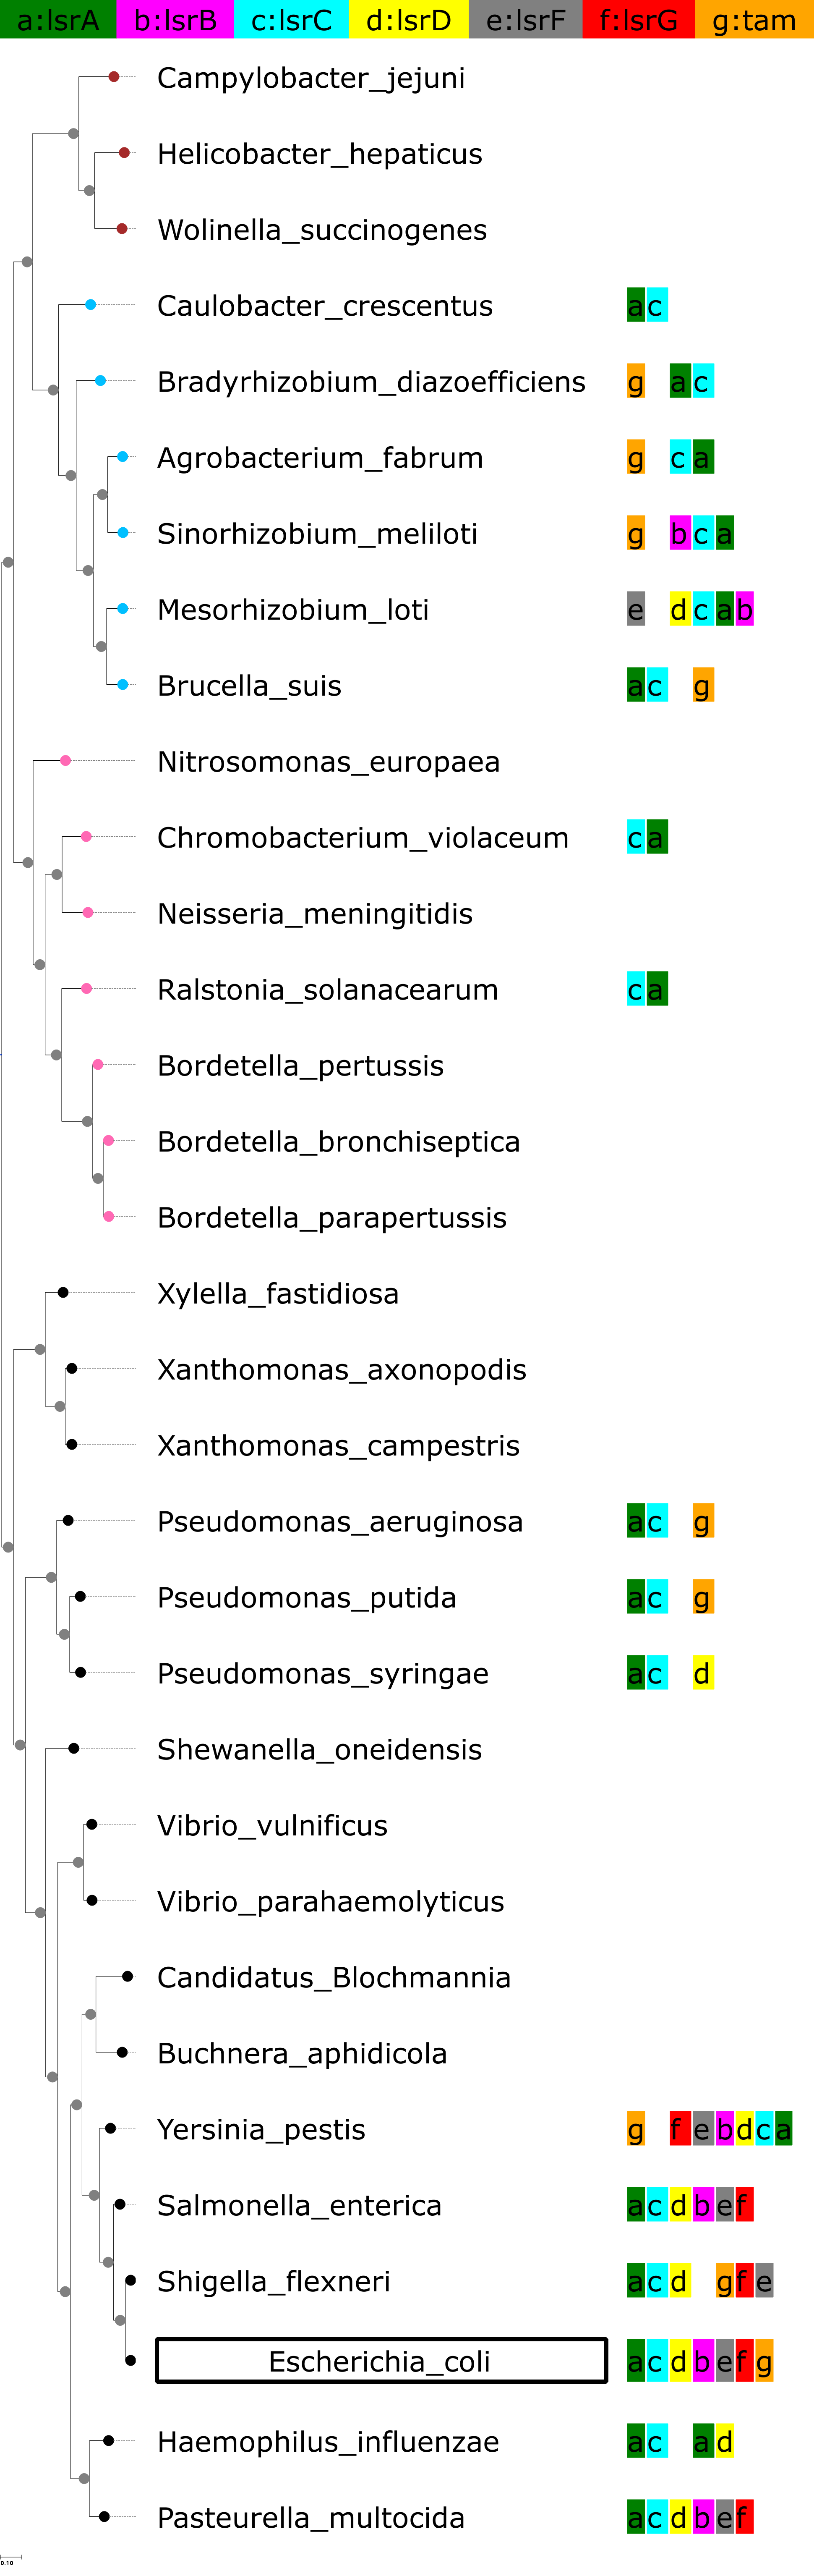 a:lsrA b:lsrB c:lsrC d:lsrD e:lsrF f:lsrG g:tam
Campylobacter_jejuni
Helicobacter_hepaticus
Wolinella_succinogenes
Caulobacter_crescentus ac
Bradyrhizobium_diazoefficiens g ac
Agrobacterium_fabrum g ca
Sinorhizobium_meliloti g bca
Mesorhizobium_loti e dcab
Brucella_suis ac g
Nitrosomonas_europaea
Chromobacterium_violaceum ca
Neisseria_meningitidis
Ralstonia_solanacearum ca
Bordetella_pertussis
Bordetella_bronchiseptica
Bordetella_parapertussis
Xylella_fastidiosa
Xanthomonas_axonopodis
Xanthomonas_campestris
Pseudomonas_aeruginosa ac g
Pseudomonas_putida ac g
Pseudomonas_syringae ac d
Shewanella_oneidensis
Vibrio_vulnificus
Vibrio_parahaemolyticus
Candidatus_Blochmannia
Buchnera_aphidicola
Yersinia_pestis g febdca
Salmonella_enterica acdbef
Shigella_flexneri acd gfe
Escherichia_coli acdbefg
Haemophilus_influenzae ac ad
Pasteurella_multocida acdbef
0.10